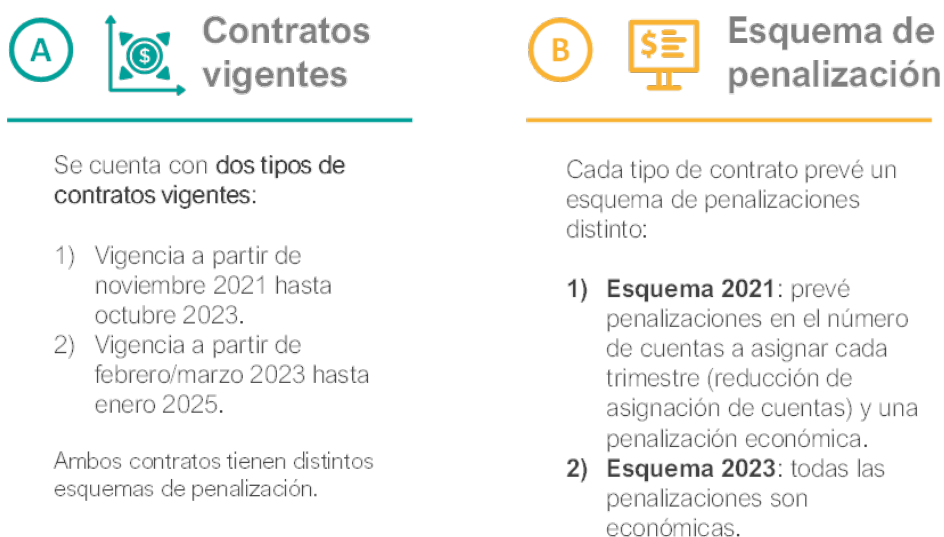 A
$
Contratos
vigentes
Se cuenta con dos tipos de
contratos vigentes:
1) Vigencia a partir de
noviembre 2021 hasta
octubre 2023.
2) Vigencia a partir de
febrero/marzo 2023 hasta
enero 2025.
Ambos contratos tienen distintos
esquemas de penalización.
B
$
Esquema de
penalización
Cada tipo de contrato prevé un
esquema de penalizaciones
distinto:
1) Esquema 2021: prevé
penalizaciones en el número
de cuentas a asignar cada
trimestre (reducción de
asignación de cuentas) y una
penalización económica.
2) Esquema 2023: todas las
penalizaciones son
económicas.